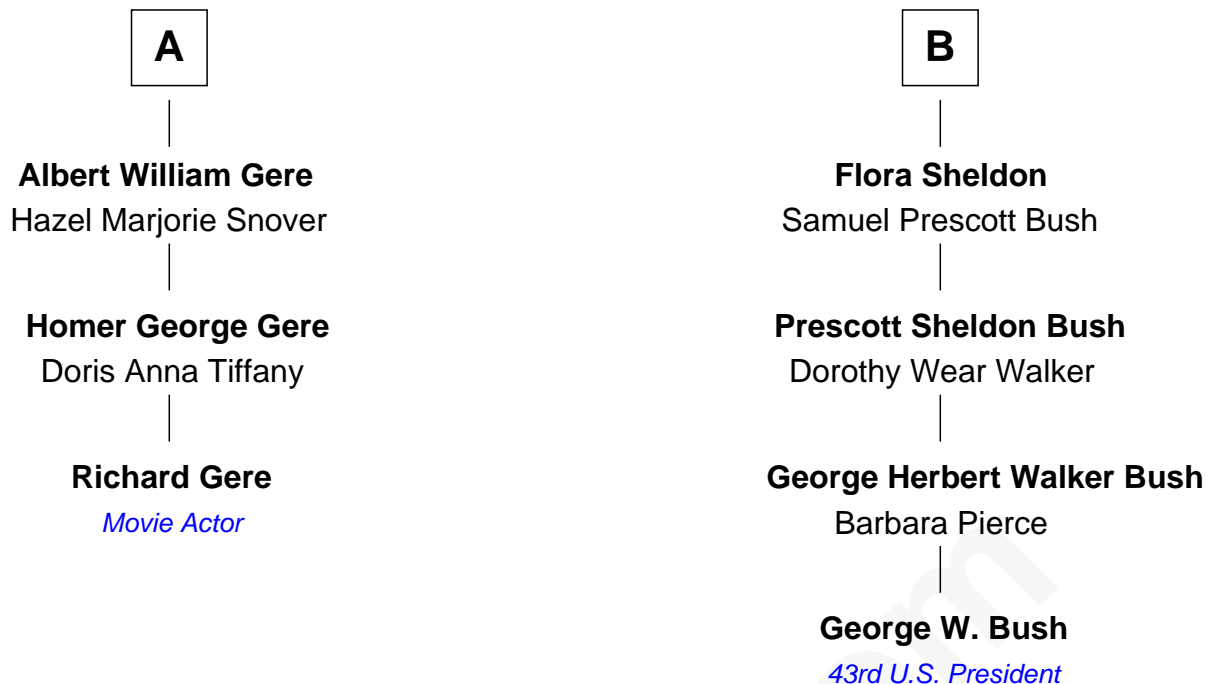 A
Albert William Gere
Hazel Marjorie Snover
Homer George Gere
Doris Anna Tiffany
Richard Gere
Movie Actor
B
Flora Sheldon
Samuel Prescott Bush
Prescott Sheldon Bush
Dorothy Wear Walker
George Herbert Walker Bush
Barbara Pierce
George W. Bush
43rd U.S. President